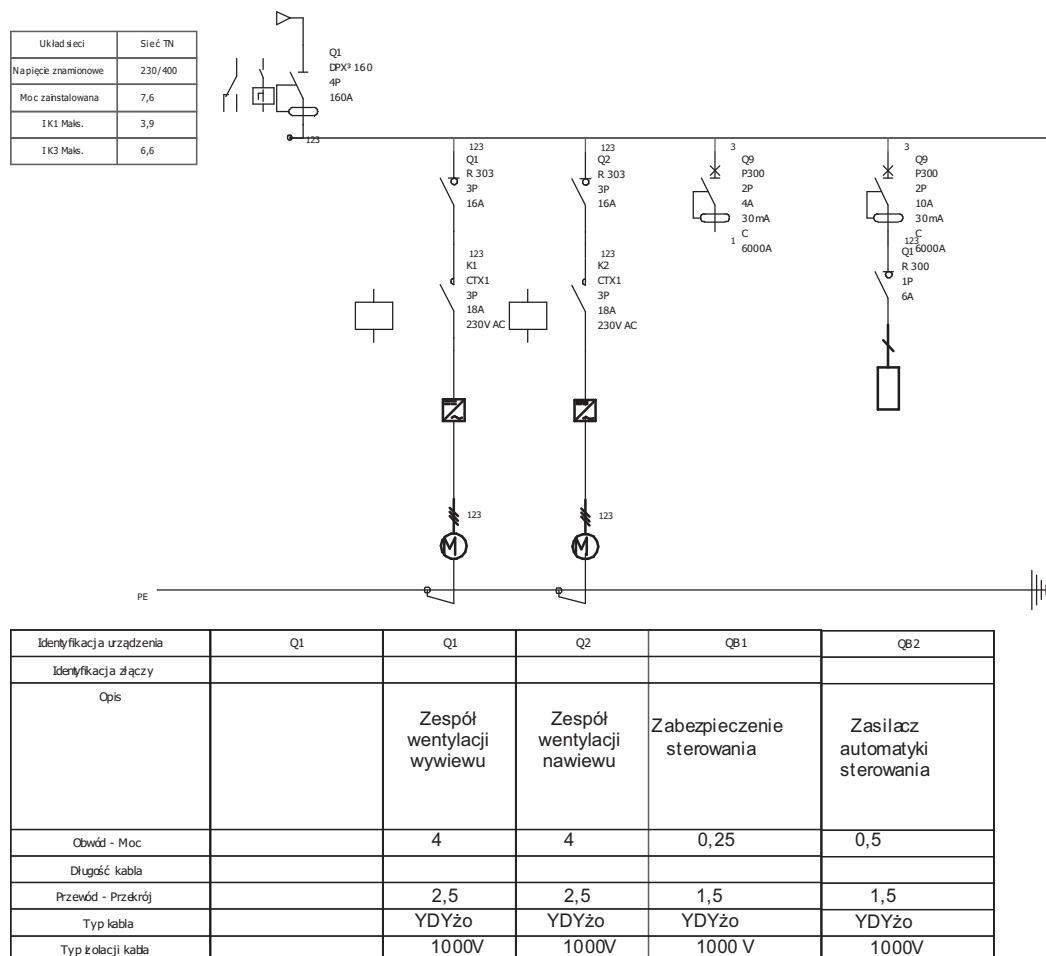 Układ sieci Sieć TN
Napięcie znamionowe 230/400
Moc zainstalowana 7,6
IK1 Maks. 3,9
IK3 Maks. 6,6
Q1
DPX³ 160
4P
160A
123
123
Q1
R 303
3P
16A
123
K1
CTX1
3P
18A
230V AC
123
M
123
Q2
R 303
3P
16A
123
K2
CTX1
3P
18A
230V AC
123
M
3
Q9
P300
2P
4A
30mA
C
6000A
1
3
Q9
P300
2P
10A
30mA
C
6000A
123
Q1
R 300
1P
6A
PE
Identyfikacja urządzenia Q1 Q1 Q2 QB1 QB2
Identyfikacja złączy
Opis
Zespół wentylacji wywiewu
Zespół wentylacji nawiewu
Zabezpieczenie sterowania
Zasilacz automatyki sterowania
Obwód - Moc 4 4 0,25 0,5
Długość kabla
Przewód - Przekrój 2,5 2,5 1,5 1,5
Typ kabla YDYżo YDYżo YDYżo YDYżo
Typ izolacji kabla 1000V 1000V 1000 V 1000V